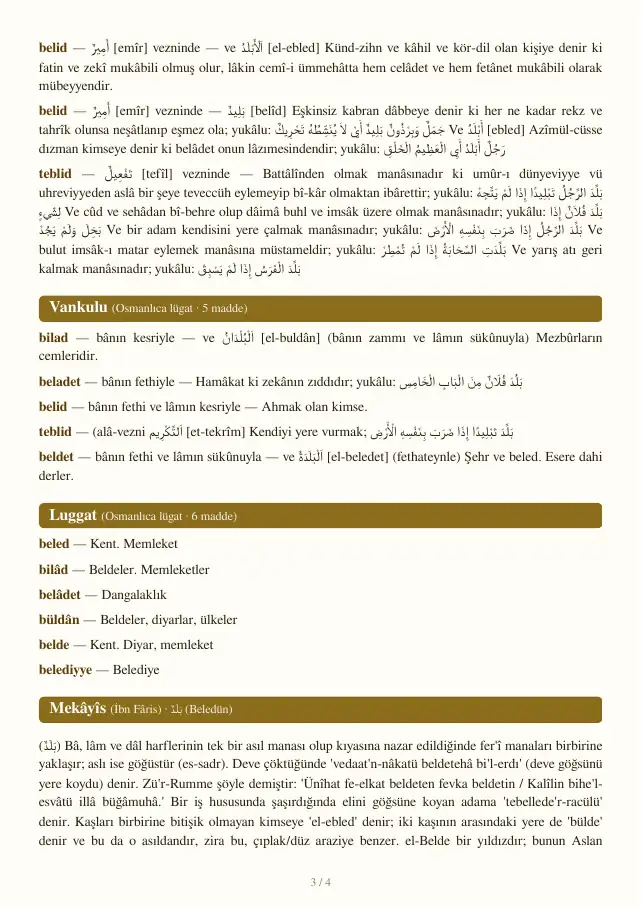 belid — أَمِيرٌ [emîr] vezninde — ve اَلْأَبْلَدُ [el-ebled] Künd-zihn ve kâhil ve kör-dil olan kişiye denir ki
fatin ve zekî mukâbili olmuş olur, lâkin cemî-i ümmehâtta hem celâdet ve hem fetânet mukâbili olarak
mübeyyendir.
belid — أَمِيرٌ [emîr] vezninde — بَلِيدٌ [belîd] Eşkinsiz kabran dâbbeye denir ki her ne kadar rekz ve
tahrîk olunsa neşâtlanıp eşmez ola; yukâlu: جَمَلٌ وَبِرْذَوْنٌ بَلِيدٌ أَيْ لاَ يُنَشِّطُهُ تَحْرِيكٌ Ve أَبْلَدُ [ebled] Azîmül-cüsse
dızman kimseye denir ki belâdet onun lâzımesindendir; yukâlu: رَجُلٌ أَبْلَدُ أَيِ الْعَظِيمُ الْخَلْقِ
teblid — تَفْعِيلٌ [tefîl] vezninde — Battâlînden olmak manâsınadır ki umûr-ı dünyeviyye vü
uhreviyyeden aslâ bir şeye teveccüh eylemeyip bî-kâr olmaktan ibârettir; yukâlu: بَلَّدَ الرَّجُلُ تَبْلِيدًا إِذَا لَمْ يَتَّجِهْ
لِشَيْءٍ Ve cûd ve sehâdan bî-behre olup dâimâ buhl ve imsâk üzere olmak manâsınadır; yukâlu: بَلَّدَ فُلاَنٌ إِذَا
بَخِلَ وَلَمْ يَجُدْ Ve bir adam kendisini yere çalmak manâsınadır; yukâlu: بَلَّدَ الرَّجُلُ إِذَا ضَرَبَ بِنَفْسِهِ الْأَرْضَ Ve
bulut imsâk-ı matar eylemek manâsına müstameldir; yukâlu: بَلَّدَتِ السَّحَابَةُ إِذَا لَمْ تُمْطِرْ Ve yarış atı geri
kalmak manâsınadır; yukâlu: بَلَّدَ الْفَرَسُ إِذَا لَمْ يَسْبِقْ
Vankulu (Osmanlıca lügat · 5 madde)
bilad — bânın kesriyle — ve اَلْبُلْدَانُ [el-buldân] (bânın zammı ve lâmın sükûnuyla) Mezbûrların
cemleridir.
beladet — bânın fethiyle — Hamâkat ki zekânın zıddıdır; yukâlu: بَلُدَ فُلَانٌ مِنَ الْبَابِ الْخَامِسِ
belid — bânın fethi ve lâmın kesriyle — Ahmak olan kimse.
teblid — (alâ-vezni اَلتَّكْرِيمِ [et-tekrîm] Kendiyi yere vurmak; بَلَّدَ تَبْلِيدًا إِذَا ضَرَبَ بِنَفْسِهِ الْأَرْضَ
beldet — bânın fethi ve lâmın sükûnuyla — ve اَلْبَلَدَةُ [el-beledet] (fethateynle) Şehr ve beled. Esere dahi
derler.
Luggat (Osmanlıca lügat · 6 madde)
beled — Kent. Memleket
bilâd — Beldeler. Memleketler
belâdet — Dangalaklık
büldân — Beldeler, diyarlar, ülkeler
belde — Kent. Diyar, memleket
belediyye — Belediye
Mekâyîs (İbn Fâris) · بَلَدٌ (Beledün)
(بَلَدٌ) Bâ, lâm ve dâl harflerinin tek bir asıl manası olup kıyasına nazar edildiğinde fer'î manaları birbirine
yaklaşır; aslı ise göğüstür (es-sadr). Deve çöktüğünde 'vedaat'n-nâkatü beldetehâ bi'l-erdı' (deve göğsünü
yere koydu) denir. Zü'r-Rumme şöyle demiştir: 'Ünîhat fe-elkat beldeten fevka beldetin / Kalîlin bihe'l-
esvâtü illâ büğâmuhâ.' Bir iş hususunda şaşırdığında elini göğsüne koyan adama 'tebellede'r-racülü'
denir. Kaşları birbirine bitişik olmayan kimseye 'el-ebled' denir; iki kaşının arasındaki yere de 'bülde'
denir ve bu da o asıldandır, zira bu, çıplak/düz araziye benzer. el-Belde bir yıldızdır; bunun Aslan
3 / 4